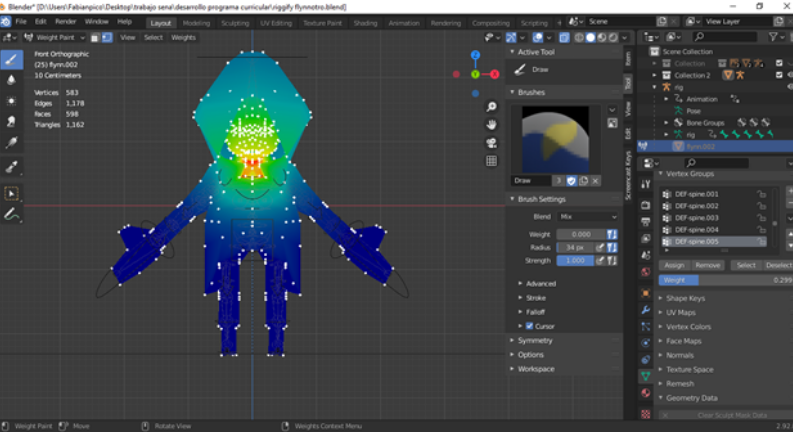 Blender* [D:\Users\Fabianpics\Desktop\trabajo sena\desarrollo programa curricular\riggify flynnotro.blend]
File Edit Render Window Help Layout Modeling Sculpting UV Editing Texture Paint Shading Animation Rendering Compositing Scripting Scene View Layer
Weight Paint View Select Weights
Front Orthographic
(25) flynn.002
10 Centimeters
Vertices 583
Edges 1,178
Faces 598
Triangles 1,162
Active Tool
Draw
Brushes
Draw 3
Brush Settings
Blend Mix
Weight 0.000
Radius 34 px
Strength 1.000
Advanced
Stroke
Falloff
Cursor
Symmetry
Options
Workspace
Item
Tool
View
Edit
Screencast Keys
Scene Collection
Collection
Collection 2
rig
Animation
Pose
Bone Groups
rig
flynn.002
Vertex Groups
DEF-spine.001
DEF-spine.002
DEF-spine.003
DEF-spine.004
DEF-spine.005
Assign Remove Select Deselect
Weight 0.299
Shape Keys
UV Maps
Vertex Colors
Face Maps
Normals
Texture Space
Remesh
Geometry Data
Clear Sculpt Mask Data
Weight Paint Move Rotate View Weights Context Menu 2.92